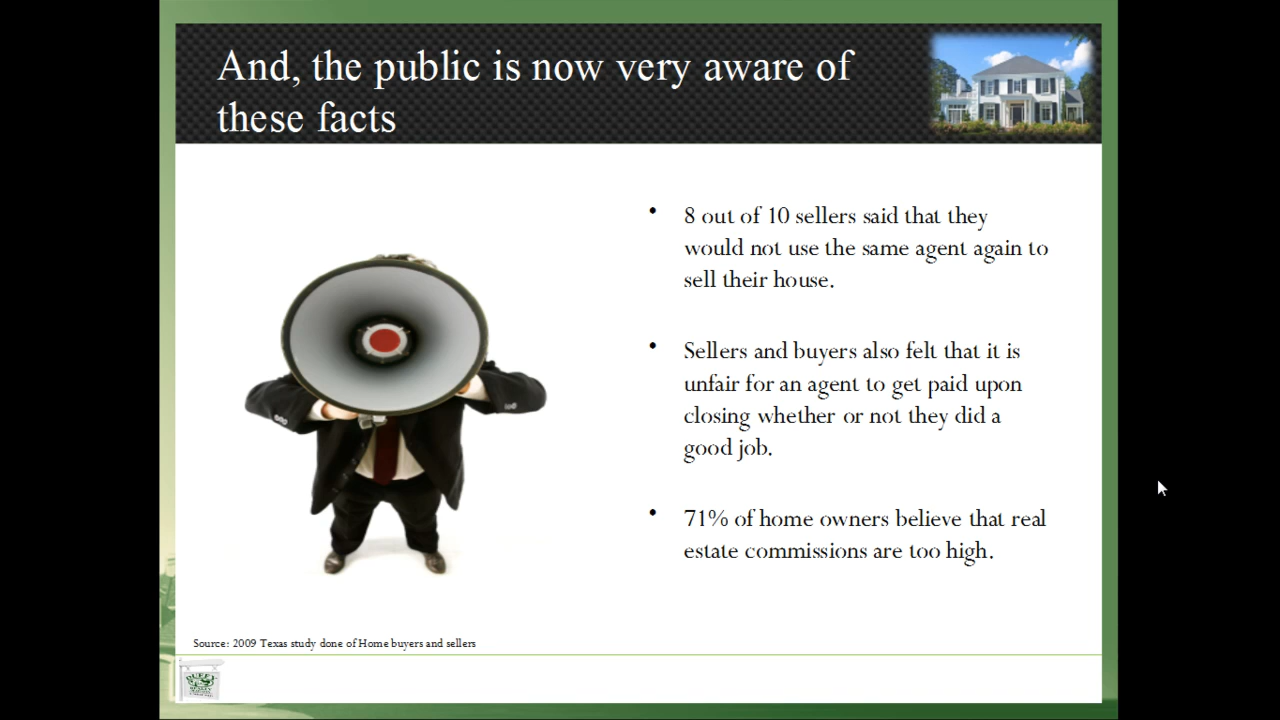 And, the public is now very aware of
these facts
• 8 out of 10 sellers said that they
would not use the same agent again to
sell their house.
• Sellers and buyers also felt that it is
unfair for an agent to get paid upon
closing whether or not they did a
good job.
• 71% of home owners believe that real
estate commissions are too high.
Source: 2009 Texas study done of Home buyers and sellers